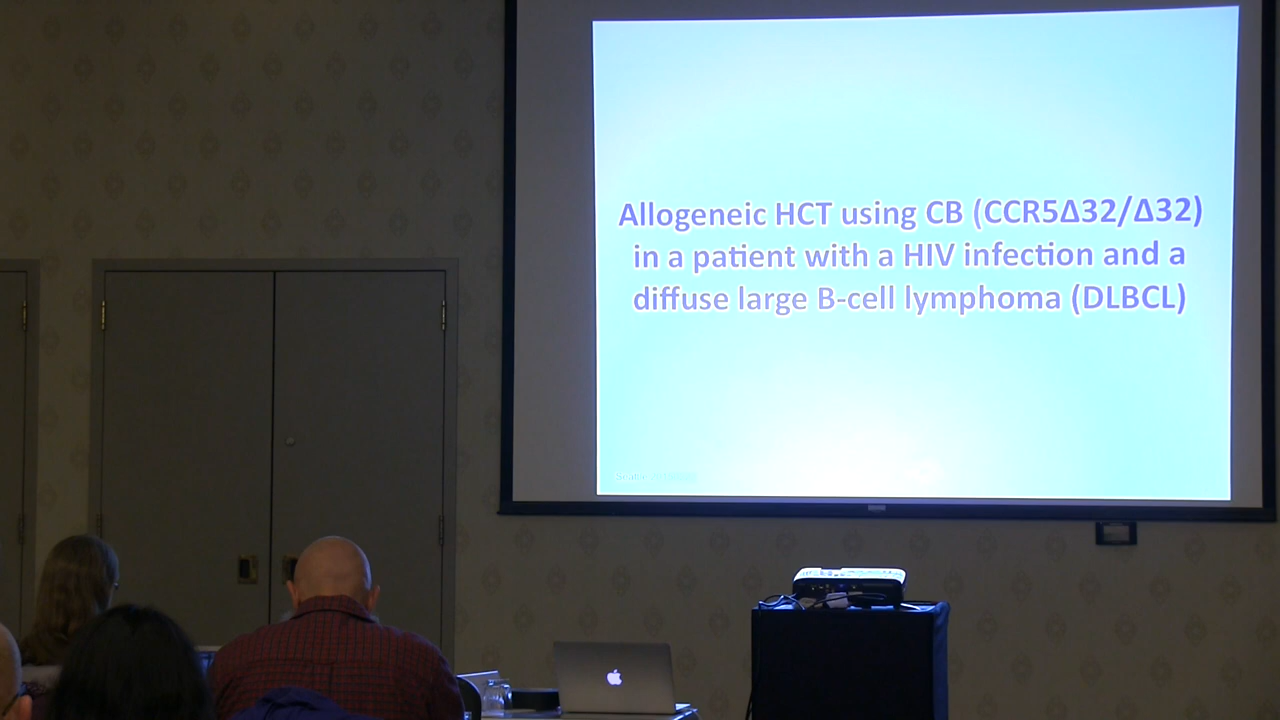 Allogeneic HCT using CB (CCR5Δ32/Δ32)
in a patient with a HIV infection and a
diffuse large B-cell lymphoma (DLBCL)